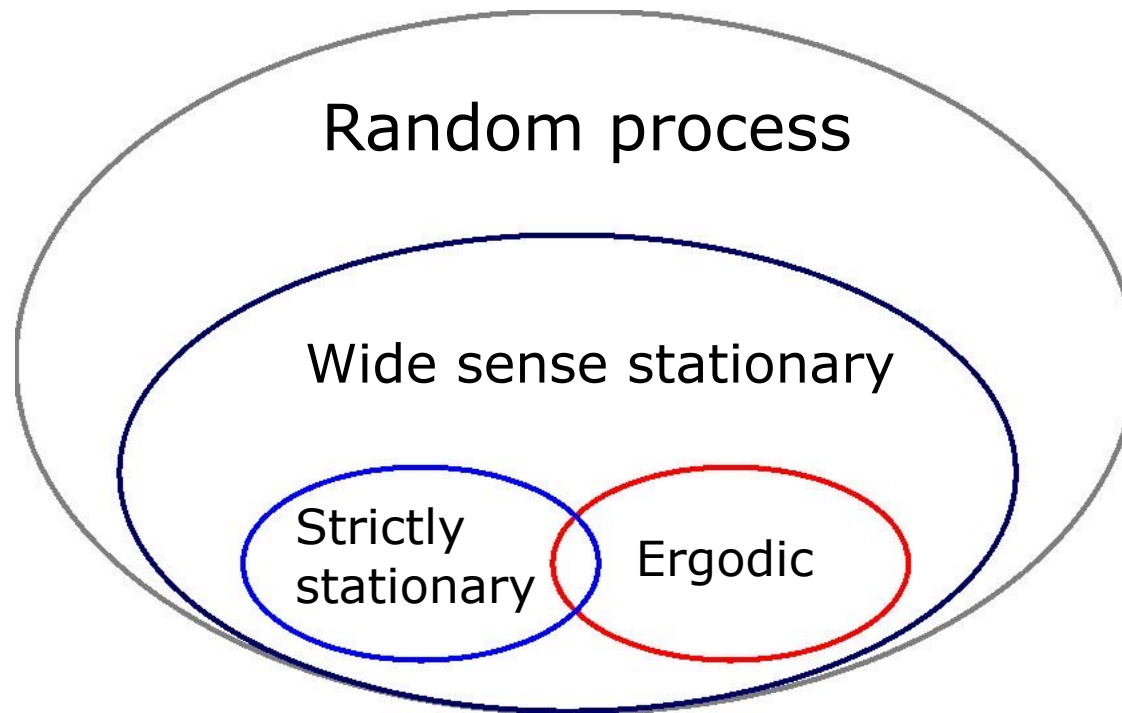 Random process
Wide sense stationary
Strictly
stationary
Ergodic